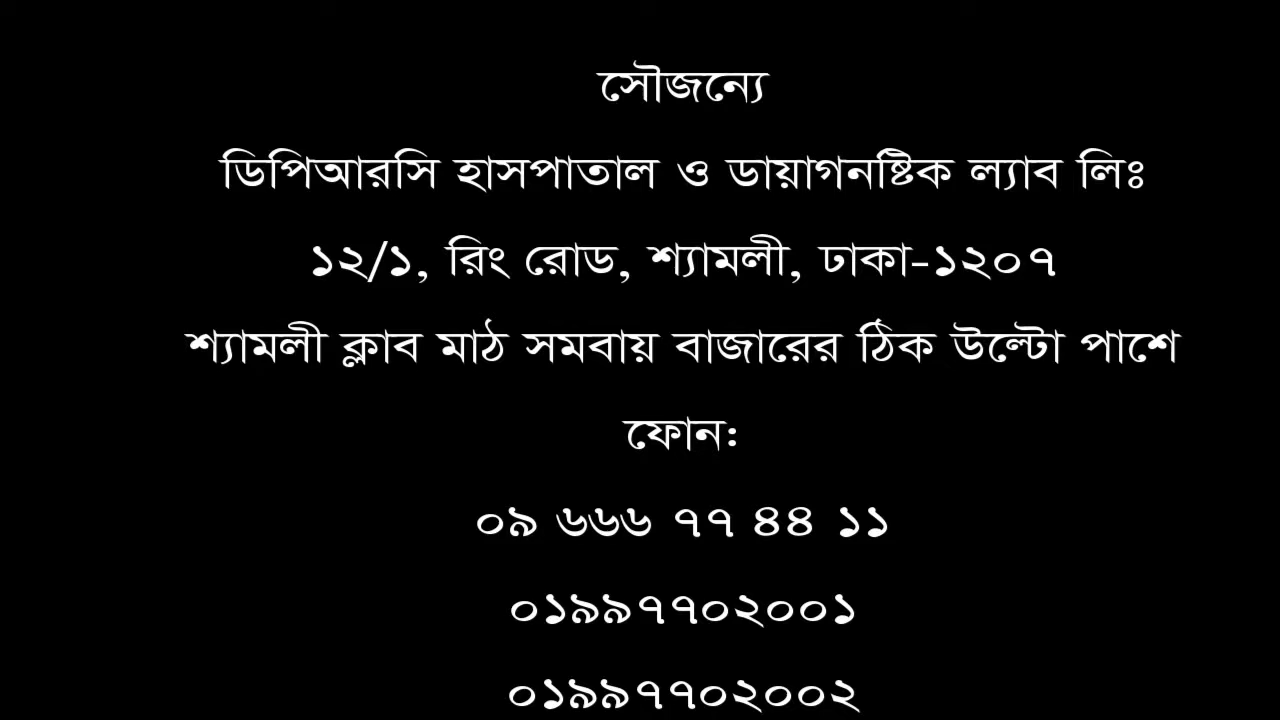 সৌজন্যে
ডিপিআরসি হাসপাতাল ও ডায়াগনষ্টিক ল্যাব লিঃ
১২/১, রিং রোড, শ্যামলী, ঢাকা-১২০৭
শ্যামলী ক্লাব মাঠ সমবায় বাজারের ঠিক উল্টো পাশে
ফোন:
০৯ ৬৬৬ ৭৭ ৪৪ ১১
০১৯৯৭৭০২০০১
০১৯৯৭৭০২০০২